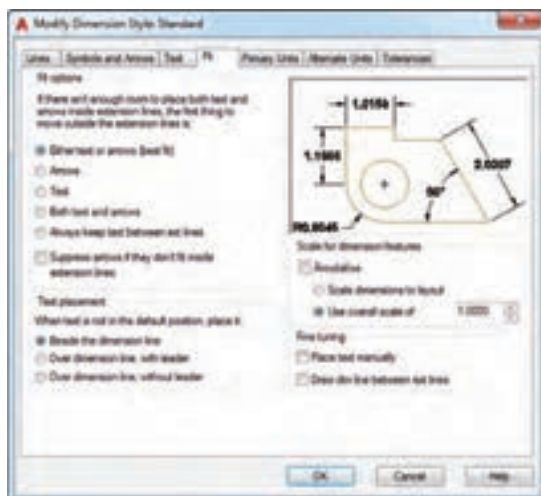 Modify Dimension Style: Standard
Lines Symbols and Arrows Text Fit Primary Units Alternate Units Tolerances
Fit options
If there isn't enough room to place both text and arrows inside extension lines, the first thing to move outside the extension lines is:
Either text or arrows (best fit)
Arrows
Text
Both text and arrows
Always keep text between ext lines
Suppress arrows if they don't fit inside extension lines
Text placement
When text is not in the default position, place it:
Beside the dimension line
Over dimension line, with leader
Over dimension line, without leader
1.0159
60°
Scale for dimension features
Annotative
Scale dimensions to layout
Use overall scale of: 1.0000
Fine tuning
Place text manually
Draw dim line between ext lines
OK Cancel Help